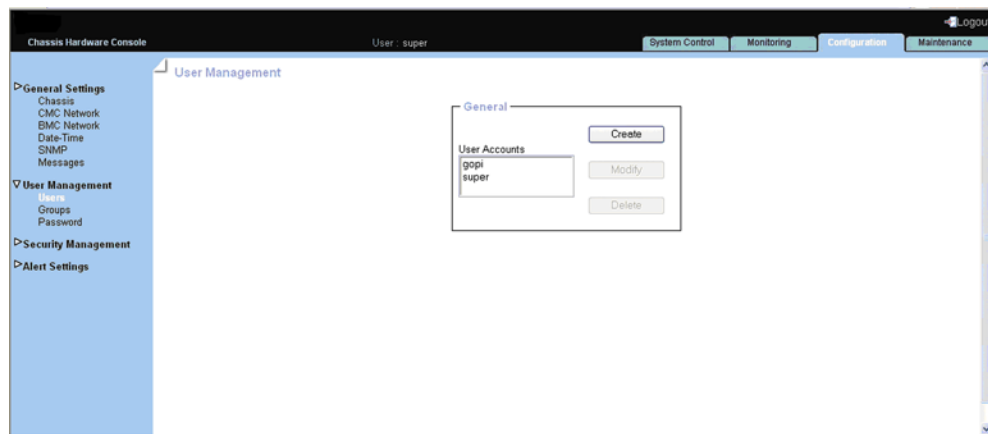 Logou
Chassis Hardware Console
User : super
System Control
Monitoring
Configuration
Maintenance
General Settings
Chassis
CMC Network
BMC Network
Date-Time
SNMP
Messages
User Management
Users
Groups
Password
Security Management
Alert Settings
User Management
General
User Accounts
gopi
super
Create
Modify
Delete